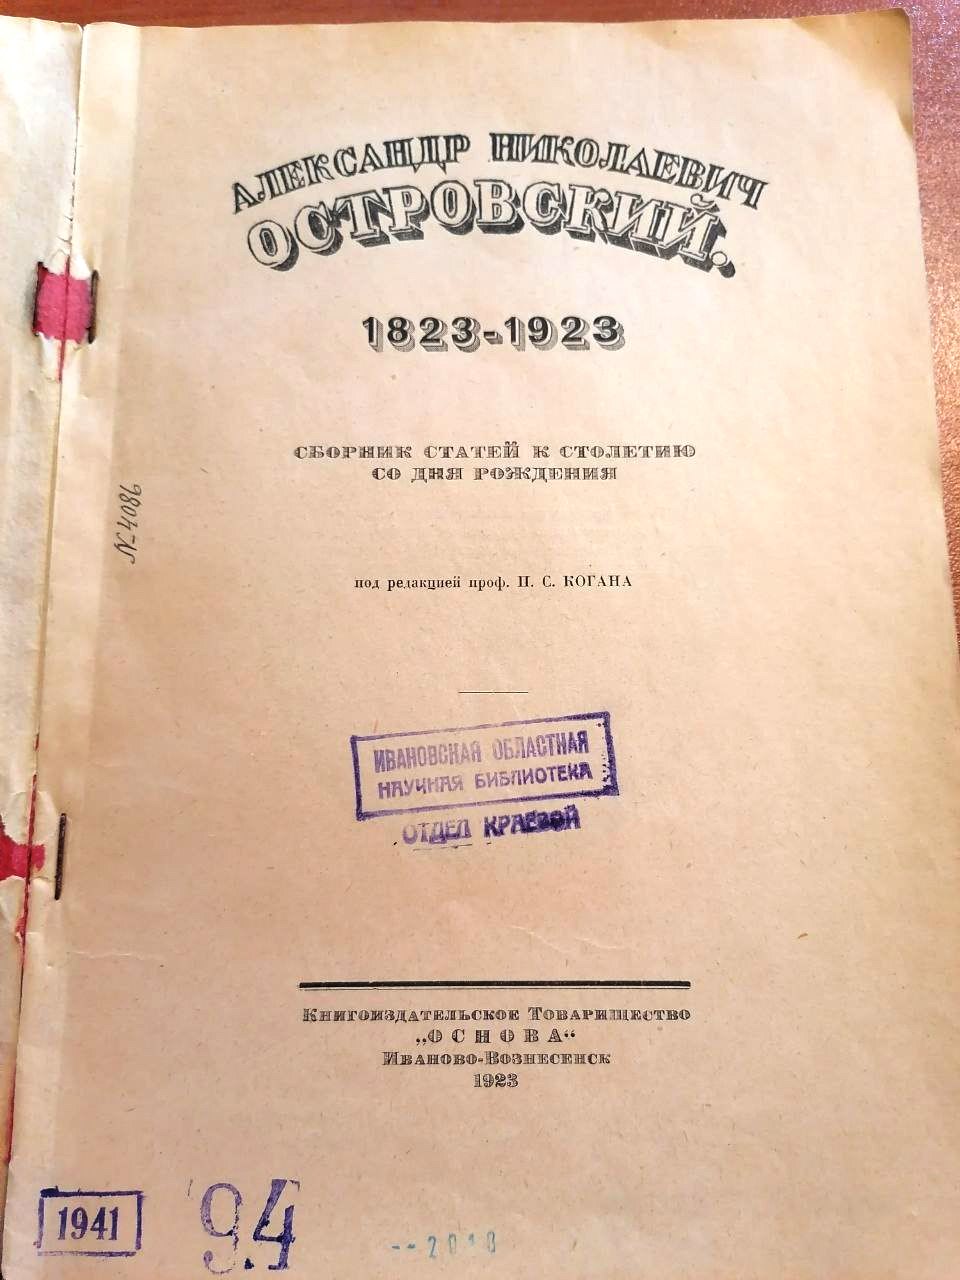 АЛЕКСАНДР НИКОЛАЕВИЧ
ОСТРОВСКИЙ.
1823-1923
СБОРНИК СТАТЕЙ К СТОЛЕТИЮ
СО ДНЯ РОЖДЕНИЯ
N-4086
под редакцией проф. П. С. КОГАНА
ИВАНОВСКАЯ ОБЛАСТНАЯ
НАУЧНАЯ БИБЛИОТЕКА
ОТДЕЛ КРАЕВОЙ
Книгоиздательское Товарищество
„ОСНОВА“
Иваново-Вознесенск
1923
1941
94